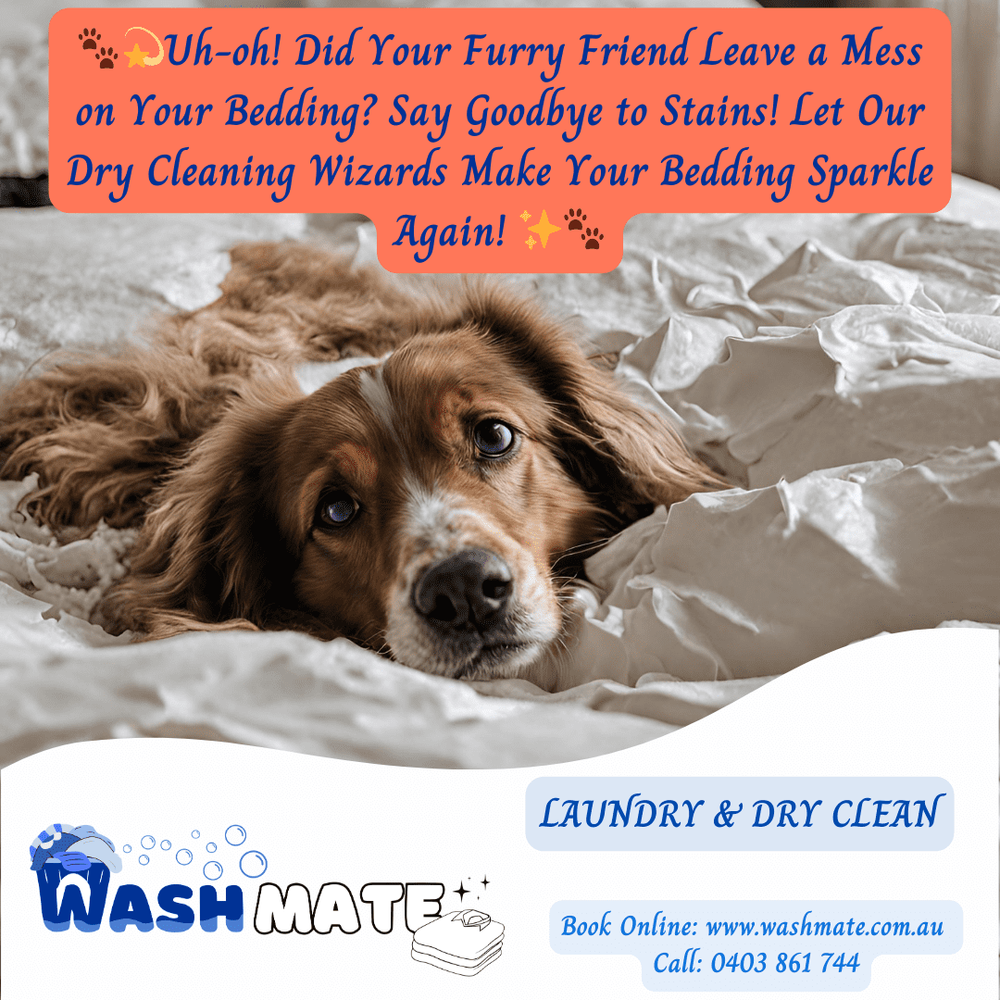 🐾💫Uh-oh! Did Your Furry Friend Leave a Mess
on Your Bedding? Say Goodbye to Stains! Let Our
Dry Cleaning Wizards Make Your Bedding Sparkle
Again! ✨🐾
LAUNDRY & DRY CLEAN
WASH MATE
Book Online: www.washmate.com.au
Call: 0403 861 744